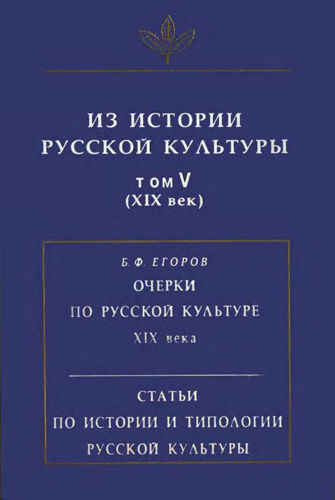 ИЗ ИСТОРИИ
РУССКОЙ КУЛЬТУРЫ
том V
(XIX век)
Б. Ф. ЕГОРОВ
ОЧЕРКИ
ПО РУССКОЙ КУЛЬТУРЕ
XIX века
СТАТЬИ
ПО ИСТОРИИ И ТИПОЛОГИИ
РУССКОЙ КУЛЬТУРЫ